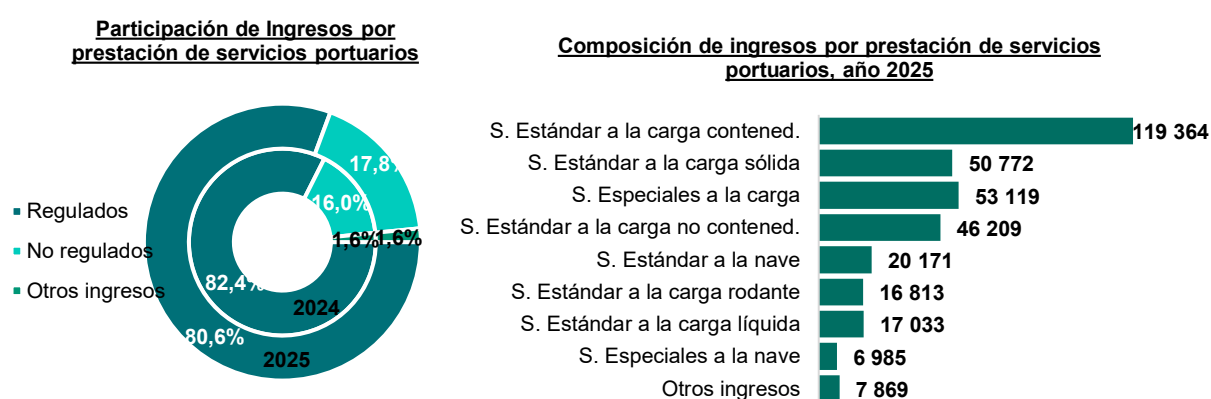 Participación de Ingresos por
prestación de servicios portuarios
17,8%
16,0%
1,6%
1,6%
82,4%
2024
80,6%
2025
Regulados
No regulados
Otros ingresos
Composición de ingresos por prestación de servicios
portuarios, año 2025
S. Estándar a la carga contened. 119 364
S. Estándar a la carga sólida 50 772
S. Especiales a la carga 53 119
S. Estándar a la carga no contened. 46 209
S. Estándar a la nave 20 171
S. Estándar a la carga rodante 16 813
S. Estándar a la carga líquida 17 033
S. Especiales a la nave 6 985
Otros ingresos 7 869